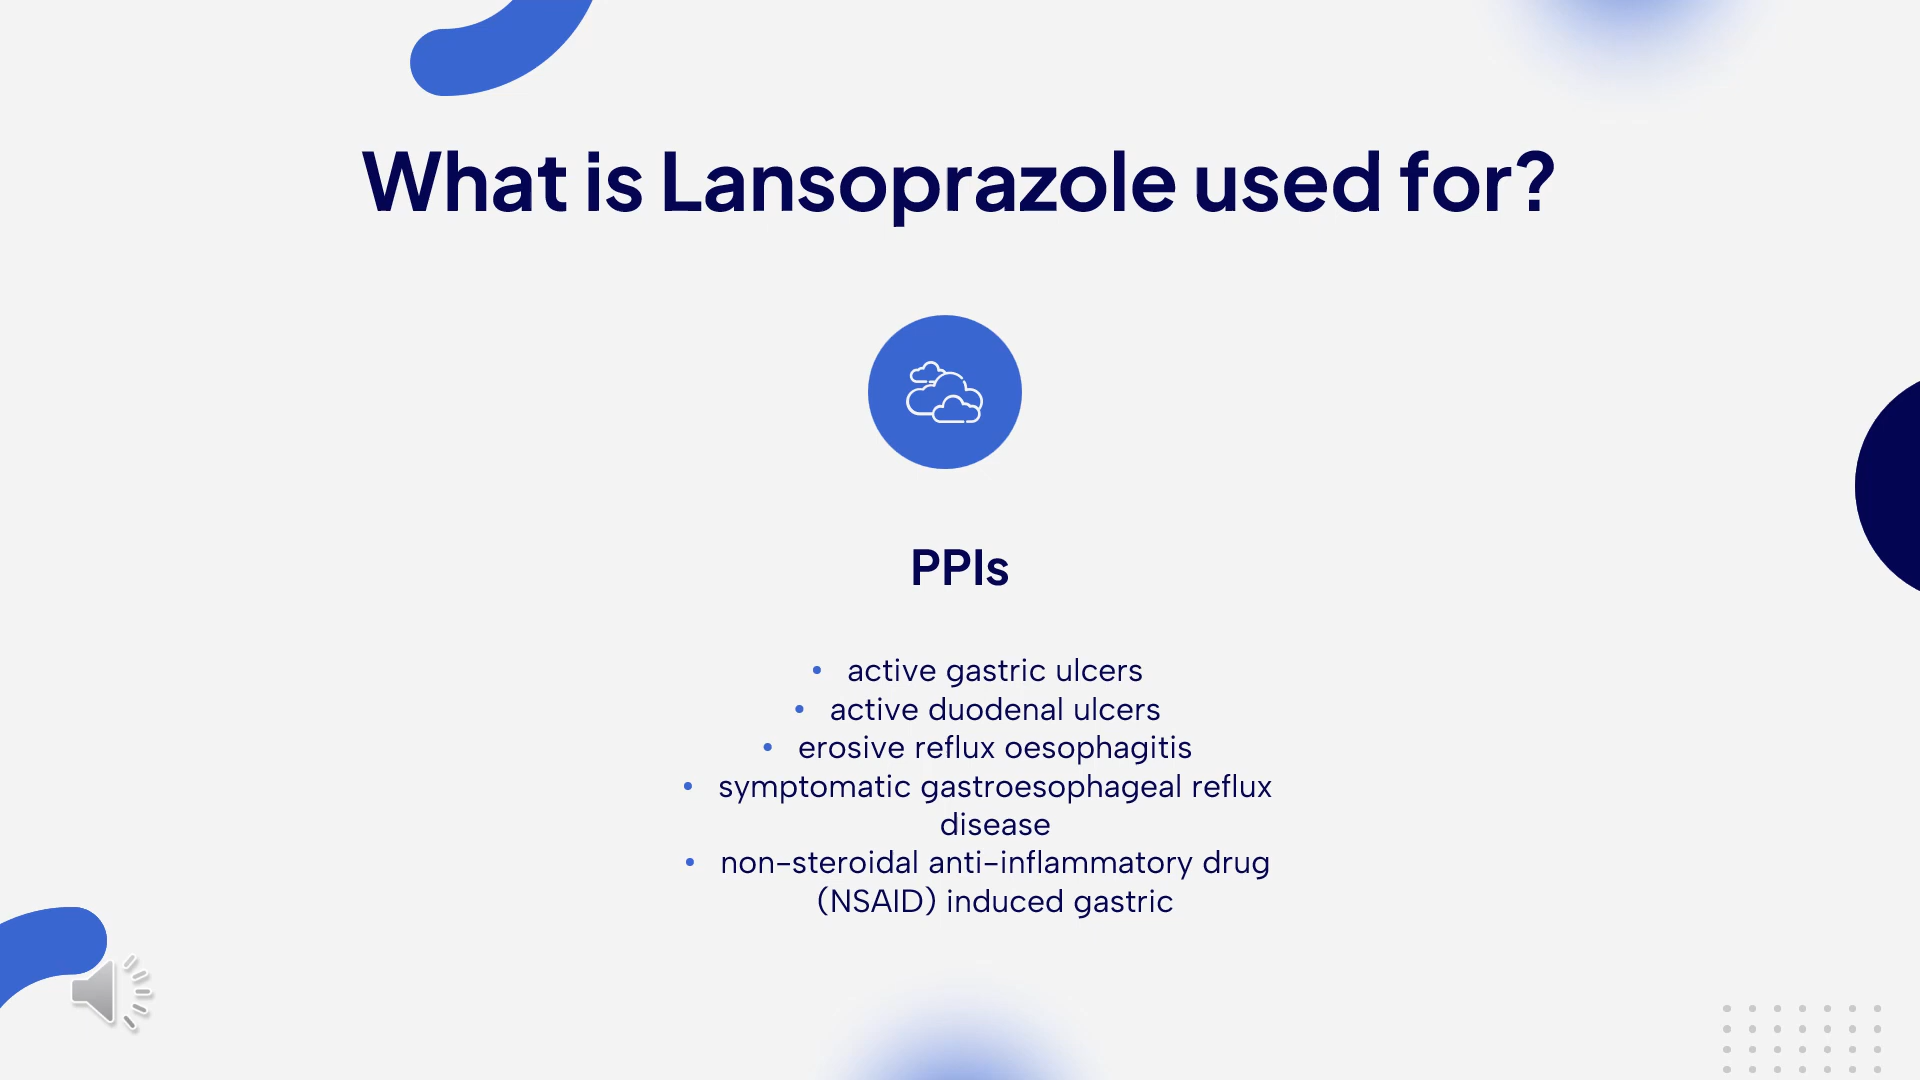 What is Lansoprazole used for?
PPIs
• active gastric ulcers
• active duodenal ulcers
• erosive reflux oesophagitis
• symptomatic gastroesophageal reflux
disease
• non-steroidal anti-inflammatory drug
(NSAID) induced gastric